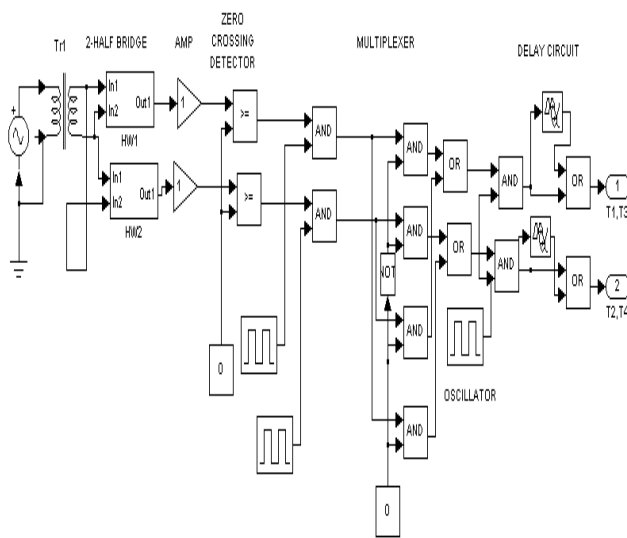 ZERO
CROSSING
DETECTOR
Tr1
2-HALF BRIDGE
AMP
MULTIPLEXER
DELAY CIRCUIT
+
In1
In2
Out1
HW1
1
>=
AND
AND
OR
AND
OR
1
T1,T3
In1
In2
Out1
HW2
1
>=
AND
AND
OR
AND
OR
2
T2,T4
NOT
AND
0
OSCILLATOR
AND
0